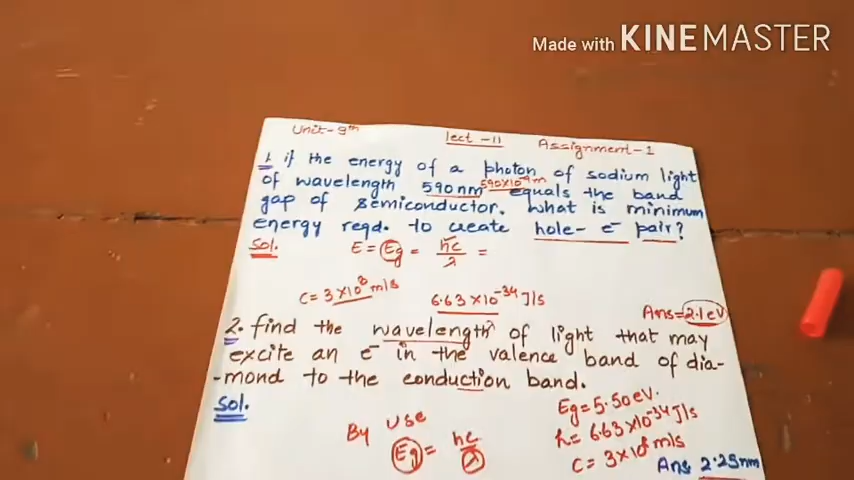 Made with KINEMASTER
Unit-9th lect-11 Assignment-1
1. if the energy of a photon of sodium light
of wavelength 590nm 590×10⁻⁹m equals the band
gap of semiconductor. What is minimum
energy reqd. to create hole- e⁻ pair?
Sol. E = Eg = hc/λ =
C = 3×10⁸ m/s 6.63×10⁻³⁴ J/s
Ans = 2.1eV
2. find the wavelength of light that may
excite an e⁻ in the valence band of dia-
-mond to the conduction band.
Sol.
By use Eg = hc/λ
Eg = 5.50eV.
h = 6.63×10⁻³⁴ J/s
C = 3×10⁸ m/s
Ans 2.25nm